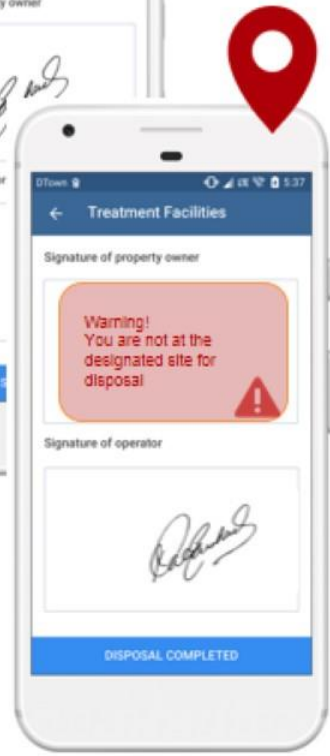 y owner
DTown
5:37
← Treatment Facilities
Signature of property owner
Warning!
You are not at the
designated site for
disposal
Signature of operator
DISPOSAL COMPLETED